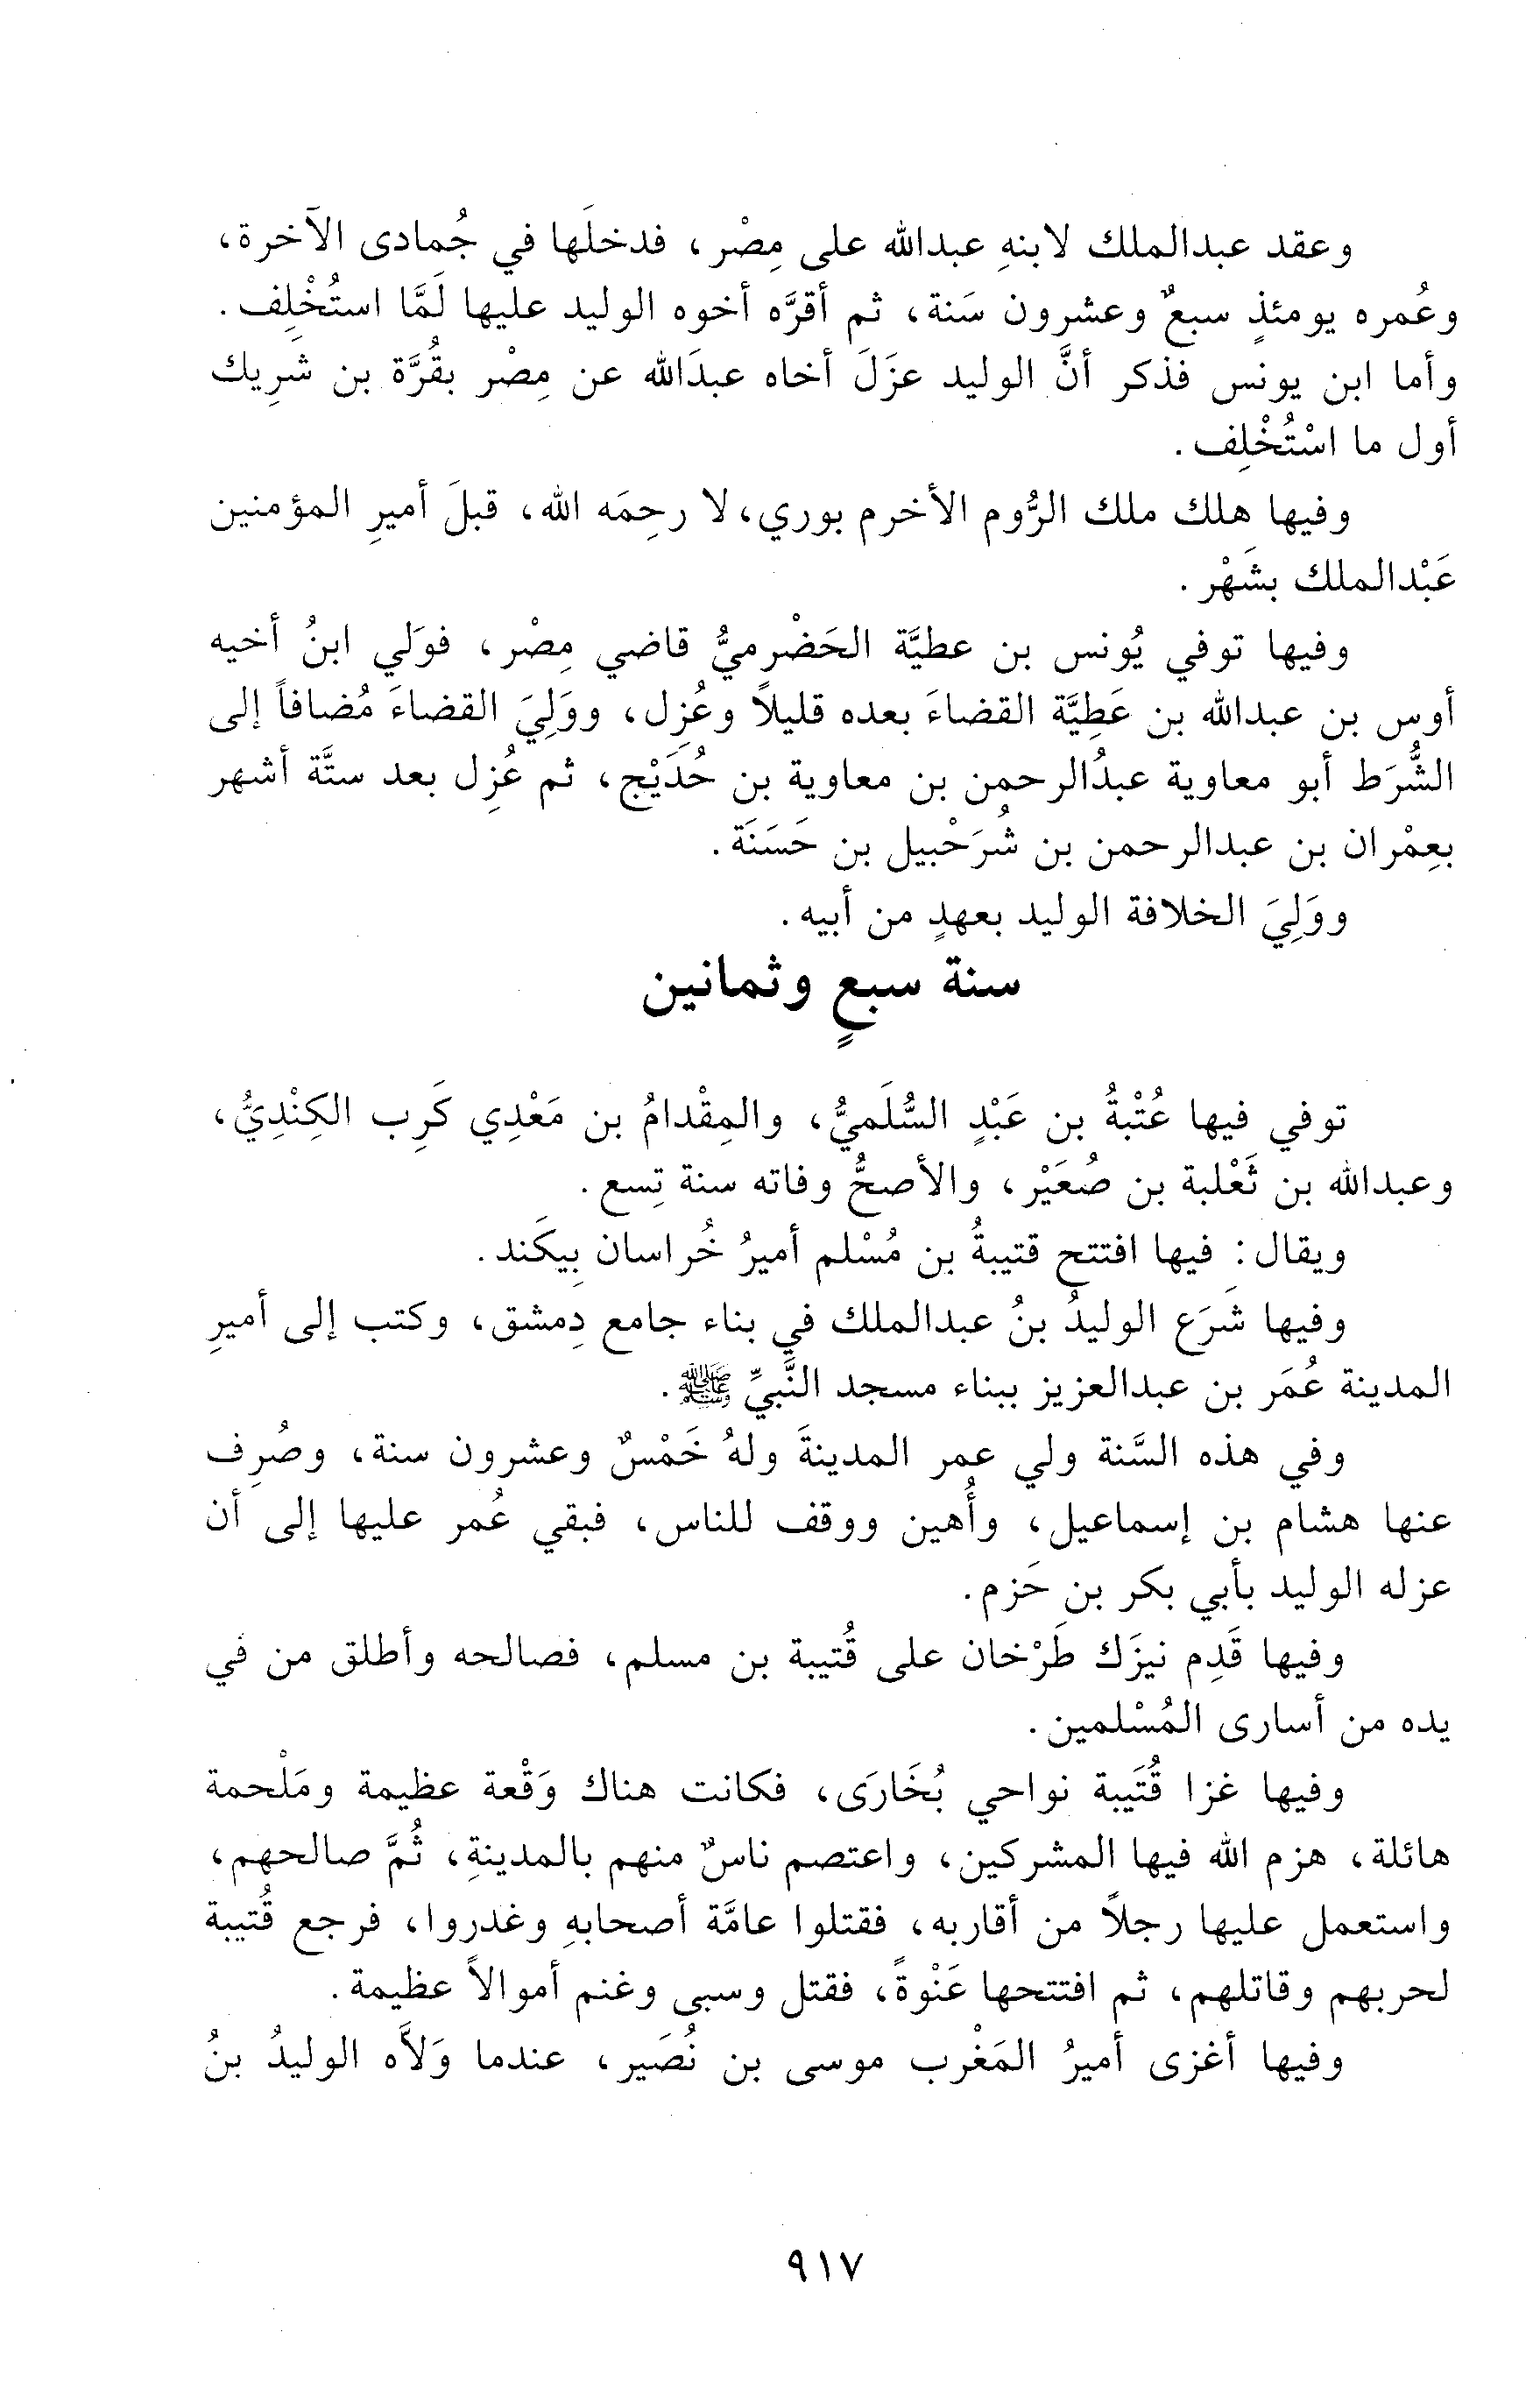 وعقد عبدالملك لابنهِ عبدالله على مِصْر، فدخلَها في جُمادى الآخرة،
وعُمره يومئذٍ سبعٌ وعشرون سَنة، ثم أقرَّه أخوه الوليد عليها لَمَّا استُخْلِف.
وأما ابن يونس فذكر أنَّ الوليد عزَلَ أخاه عبدَالله عن مِصْر بقُرَّة بن شَرِيك
أول ما اسْتُخْلِف.
وفيها هلك ملك الرُّوم الأخرم بوري، لا رحِمَه الله، قبلَ أميرِ المؤمنين
عَبْدالملك بشَهْر.
وفيها توفي يُونس بن عطيَّة الحَضْرميُّ قاضي مِصْر، فوَلي ابنُ أخيه
أوس بن عبدالله بن عَطِيَّة القضاءَ بعده قليلاً وعُزِل، ووَلِيَ القضاءَ مُضافاً إلى
الشُّرَط أبو معاوية عبدُالرحمن بن معاوية بن حُدَيْج، ثم عُزِل بعد ستَّة أشهر
بعِمْران بن عبدالرحمن بن شُرَحْبيل بن حَسَنَة.
ووَلِيَ الخلافة الوليد بعهدٍ من أبيه.
سنة سبعٍ وثمانين
توفي فيها عُتْبةُ بن عَبْدٍ السُّلَميُّ، والمِقْدامُ بن مَعْدِي كَرِب الكِنْدِيُّ،
وعبدالله بن ثَعْلبة بن صُعَيْر، والأصحُّ وفاته سنة تِسع.
ويقال: فيها افتتح قتيبةُ بن مُسْلم أميرُ خُراسان بِيكَند.
وفيها شَرَع الوليدُ بنُ عبدالملك في بناء جامع دِمشق، وكتب إلى أميرِ
المدينة عُمَر بن عبدالعزيز ببناء مسجد النَّبيِّ ﷺ.
وفي هذه السَّنة ولي عمر المدينةَ ولهُ خَمْسٌ وعشرون سنة، وصُرِف
عنها هشام بن إسماعيل، وأُهين ووقف للناس، فبقي عُمر عليها إلى أن
عزله الوليد بأبي بكر بن حَزم.
وفيها قَدِم نيزَك طَرْخان على قُتيبة بن مسلم، فصالحه وأطلق من في
يده من أسارى المُسْلمين.
وفيها غزا قُتَيبة نواحي بُخَارَى، فكانت هناك وَقْعة عظيمة ومَلْحمة
هائلة، هزم الله فيها المشركين، واعتصم ناسٌ منهم بالمدينةِ، ثُمَّ صالحهم،
واستعمل عليها رجلاً من أقاربه، فقتلوا عامَّة أصحابهِ وغدروا، فرجع قُتيبة
لحربهم وقاتلهم، ثم افتتحها عَنْوةً، فقتل وسبى وغنم أموالاً عظيمة.
وفيها أغزى أميرُ المَغْرب موسى بن نُصَير، عندما وَلاَّه الوليدُ بنُ
٩١٧